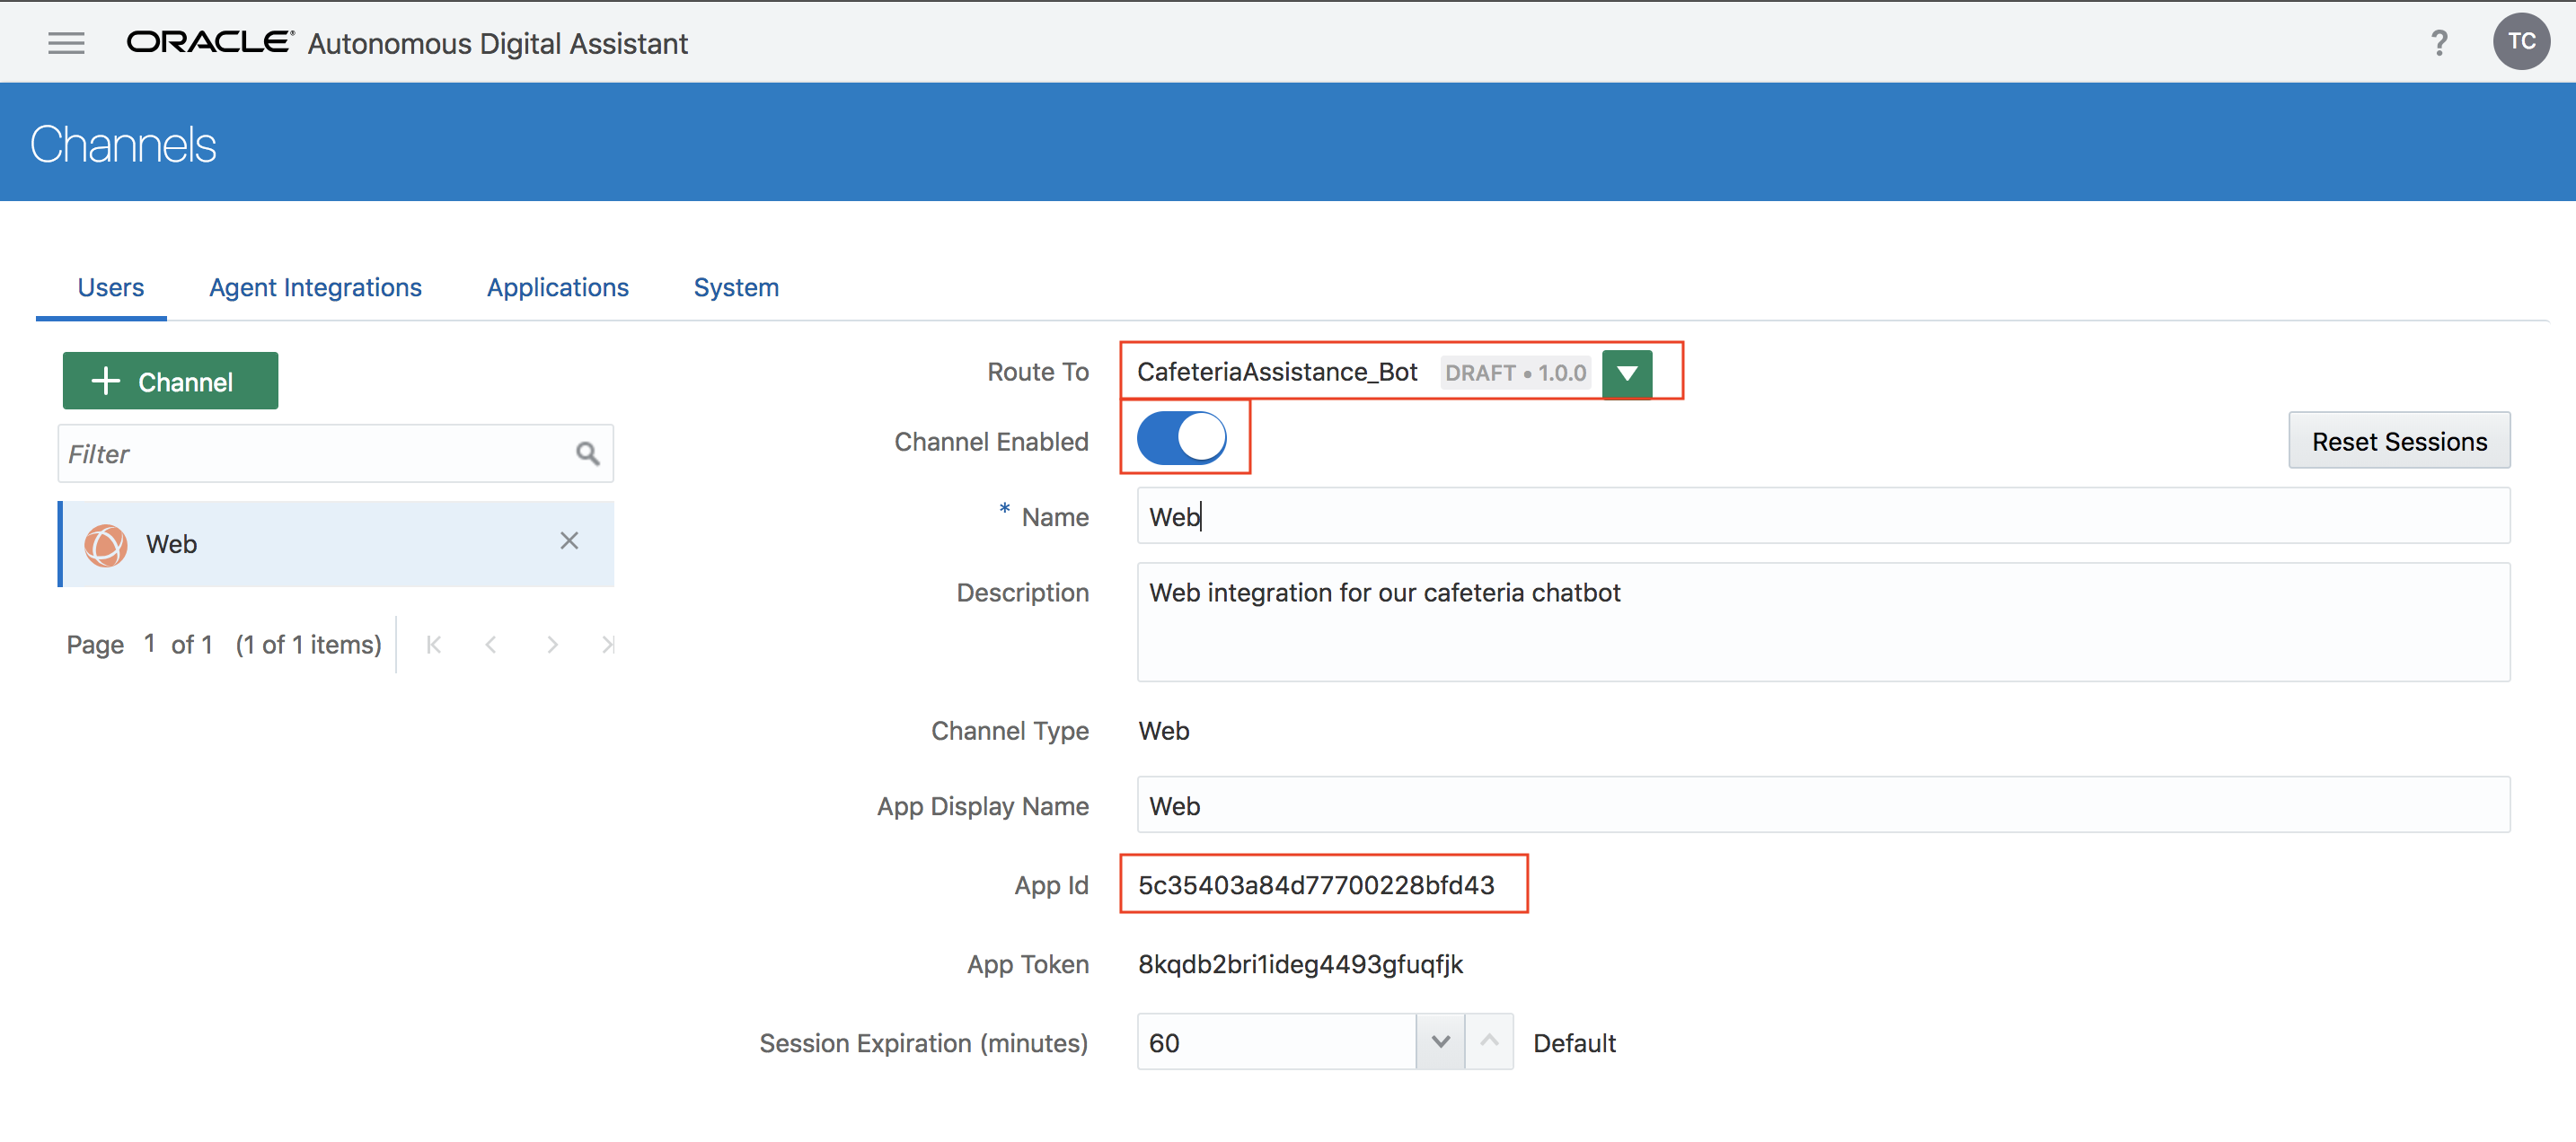 ORACLE® Autonomous Digital Assistant ? TC
Channels
Users Agent Integrations Applications System
+ Channel
Filter
Web
Page 1 of 1 (1 of 1 items)
Route To CafeteriaAssistance_Bot DRAFT • 1.0.0
Channel Enabled Reset Sessions
* Name Web
Description Web integration for our cafeteria chatbot
Channel Type Web
App Display Name Web
App Id 5c35403a84d77700228bfd43
App Token 8kqdb2bri1ideg4493gfuqfjk
Session Expiration (minutes) 60 Default